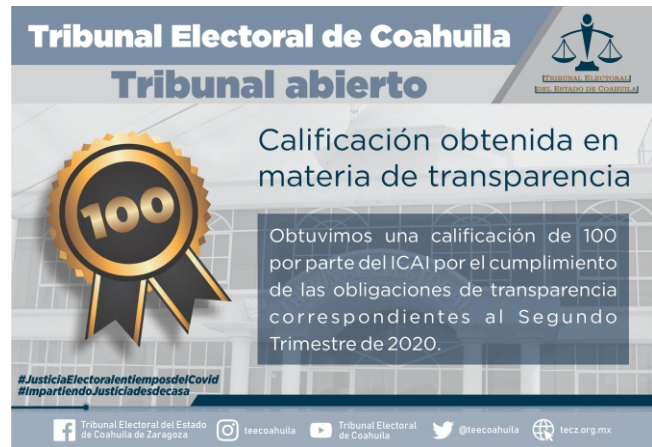 Tribunal Electoral de Coahuila
Tribunal abierto
TRIBUNAL ELECTORAL
DEL ESTADO DE COAHUILA
100
Calificación obtenida en
materia de transparencia
Obtuvimos una calificación de 100
por parte del ICAI por el cumplimiento
de las obligaciones de transparencia
correspondientes al Segundo
Trimestre de 2020.
#JusticiaElectoralentiemposdelCovid
#ImpartiendoJusticiadesdecasa
Tribunal Electoral del Estado
de Coahuila de Zaragoza
teecoahuila
Tribunal Electoral
de Coahuila
@teecoahuila
tecz.org.mx